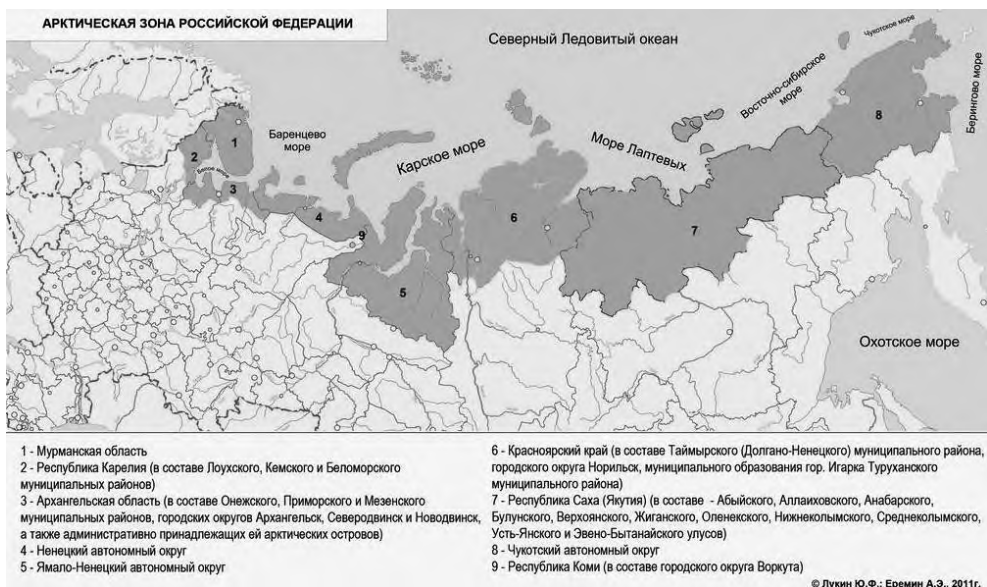 АРКТИЧЕСКАЯ ЗОНА РОССИЙСКОЙ ФЕДЕРАЦИИ
Северный Ледовитый океан
Чукотское море
Восточно-сибирское
море
Берингово море
Баренцево
море
Карское море
Море Лаптевых
Белое море
Охотское море
1
2
3
4
9
5
6
7
8
1 - Мурманская область
2 - Республика Карелия (в составе Лоухского, Кемского и Беломорского
муниципальных районов)
3 - Архангельская область (в составе Онежского, Приморского и Мезенского
муниципальных районов, городских округов Архангельск, Северодвинск и Новодвинск,
а также административно принадлежащих ей арктических островов)
4 - Ненецкий автономный округ
5 - Ямало-Ненецкий автономный округ
6 - Красноярский край (в составе Таймырского (Долгано-Ненецкого) муниципального района,
городского округа Норильск, муниципального образования гор. Игарка Туруханского
муниципального района)
7 - Республика Саха (Якутия) (в составе - Абыйского, Аллаиховского, Анабарского,
Булунского, Верхоянского, Жиганского, Оленекского, Нижнеколымского, Среднеколымского,
Усть-Янского и Эвено-Бытанайского улусов)
8 - Чукотский автономный округ
9 - Республика Коми (в составе городского округа Воркута)
© Лукин Ю.Ф.; Еремин А.Э., 2011г.